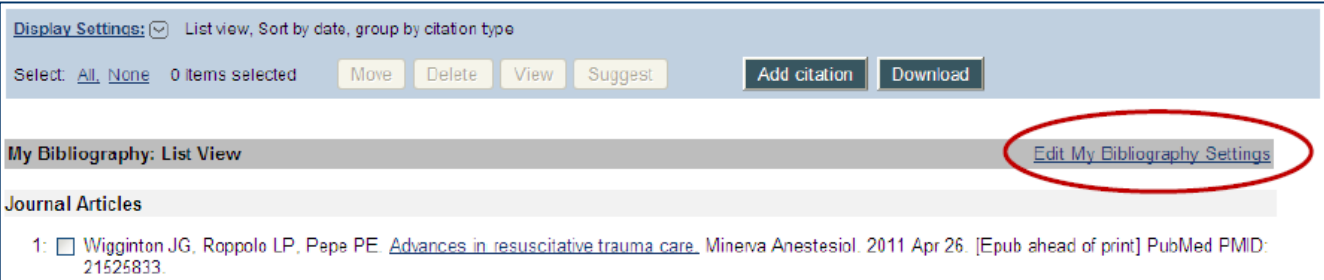 Display Settings: List view, Sort by date, group by citation type
Select: All, None 0 items selected Move Delete View Suggest Add citation Download
My Bibliography: List View Edit My Bibliography Settings
Journal Articles
1: Wigginton JG, Roppolo LP, Pepe PE. Advances in resuscitative trauma care. Minerva Anestesiol. 2011 Apr 26. [Epub ahead of print] PubMed PMID:
21525833.